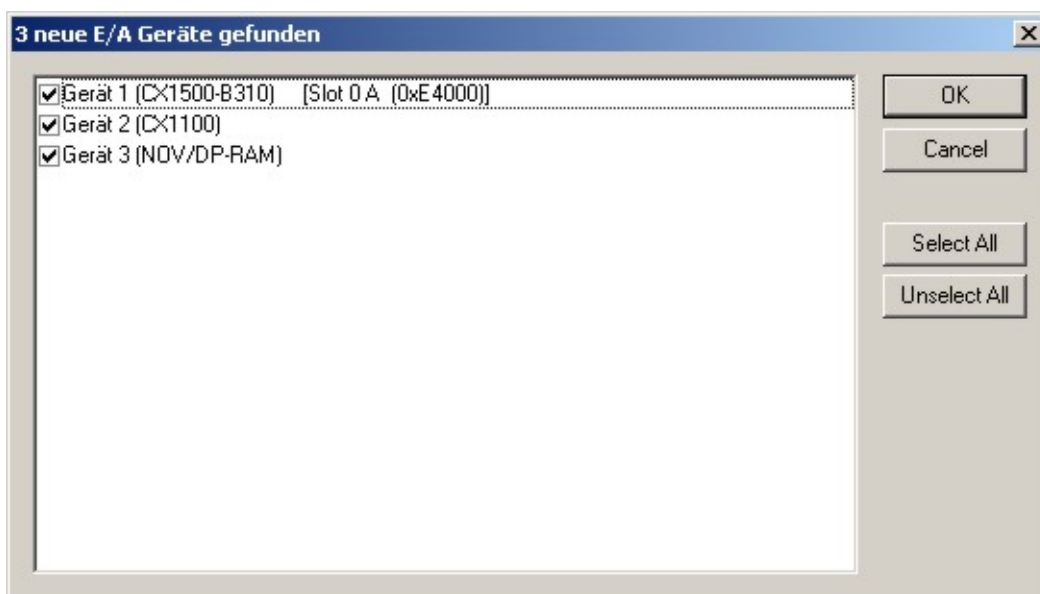 3 neue E/A Geräte gefunden
Gerät 1 (CX1500-B310) [Slot 0 A (0xE4000)]
Gerät 2 (CX1100)
Gerät 3 (NOV/DP-RAM)
OK
Cancel
Select All
Unselect All